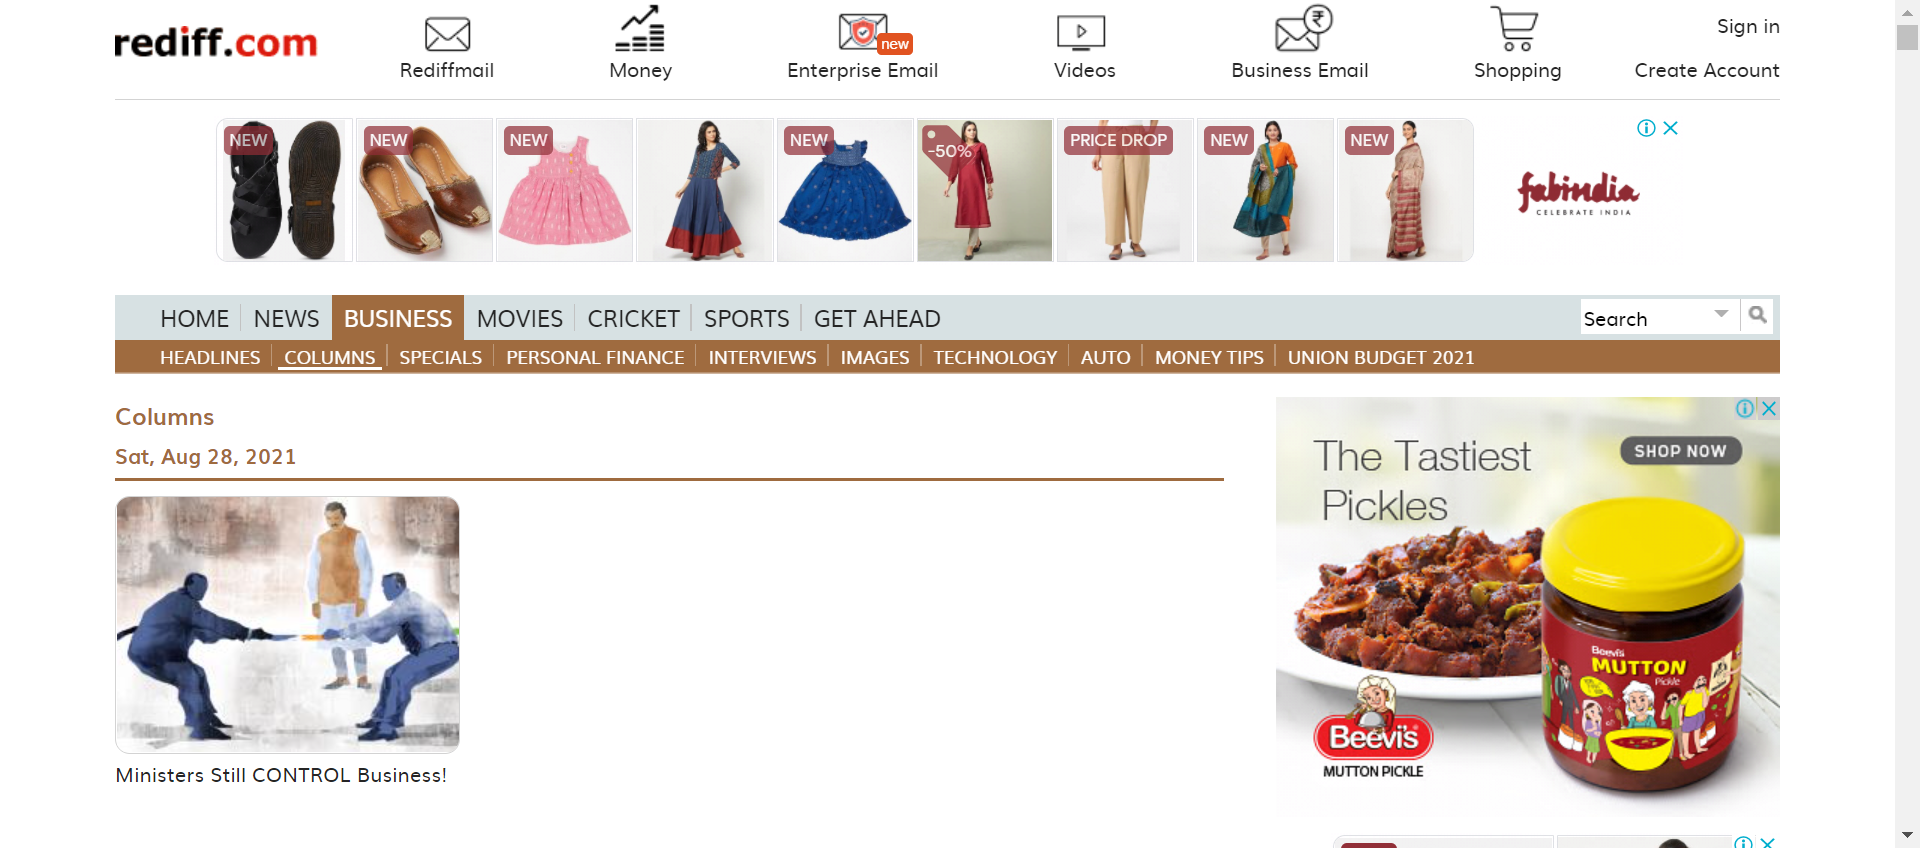 rediff.com
Rediffmail
Money
new
Enterprise Email
Videos
Business Email
Shopping
Sign in
Create Account
NEW
NEW
NEW
NEW
-50%
PRICE DROP
NEW
NEW
fabindia
CELEBRATE INDIA
HOME NEWS BUSINESS MOVIES CRICKET SPORTS GET AHEAD
Search
HEADLINES COLUMNS SPECIALS PERSONAL FINANCE INTERVIEWS IMAGES TECHNOLOGY AUTO MONEY TIPS UNION BUDGET 2021
Columns
Sat, Aug 28, 2021
Ministers Still CONTROL Business!
The Tastiest
Pickles
SHOP NOW
Beevi's
MUTTON
Pickle
Beevi's
MUTTON PICKLE